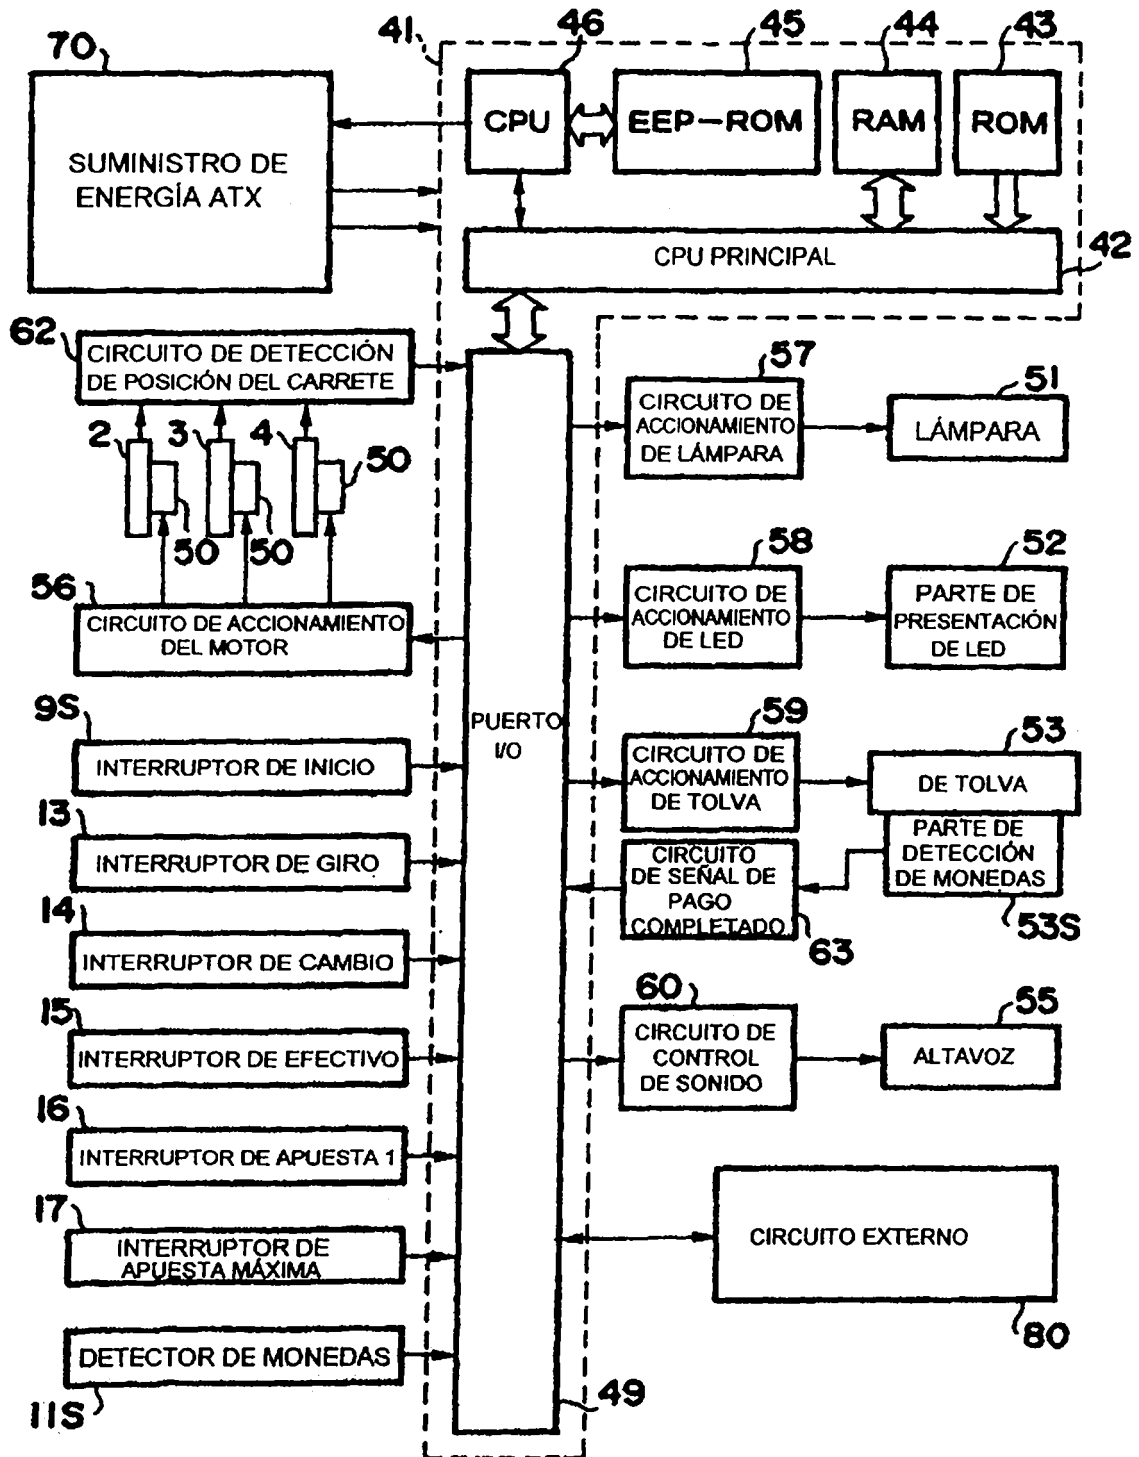 70
41
46
45
44
43
SUMINISTRO DE
ENERGÍA ATX
CPU
EEP-ROM
RAM
ROM
CPU PRINCIPAL
42
62
CIRCUITO DE DETECCIÓN
DE POSICIÓN DEL CARRETE
2
3
4
50
50
50
56
CIRCUITO DE ACCIONAMIENTO
DEL MOTOR
9S
INTERRUPTOR DE INICIO
13
INTERRUPTOR DE GIRO
14
INTERRUPTOR DE CAMBIO
15
INTERRUPTOR DE EFECTIVO
16
INTERRUPTOR DE APUESTA 1
17
INTERRUPTOR DE
APUESTA MÁXIMA
DETECTOR DE MONEDAS
11S
PUERTO
I/O
49
57
CIRCUITO DE
ACCIONAMIENTO
DE LÁMPARA
51
LÁMPARA
58
CIRCUITO DE
ACCIONAMIENTO
DE LED
52
PARTE DE
PRESENTACIÓN
DE LED
59
CIRCUITO DE
ACCIONAMIENTO
DE TOLVA
53
DE TOLVA
PARTE DE
DETECCIÓN
DE MONEDAS
53S
CIRCUITO
DE SEÑAL DE
PAGO
COMPLETADO
63
60
CIRCUITO DE
CONTROL
DE SONIDO
55
ALTAVOZ
CIRCUITO EXTERNO
80